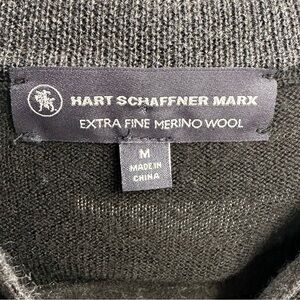 HART SCHAFFNER MARX
EXTRA FINE MERINO WOOL
M
MADE IN
CHINA